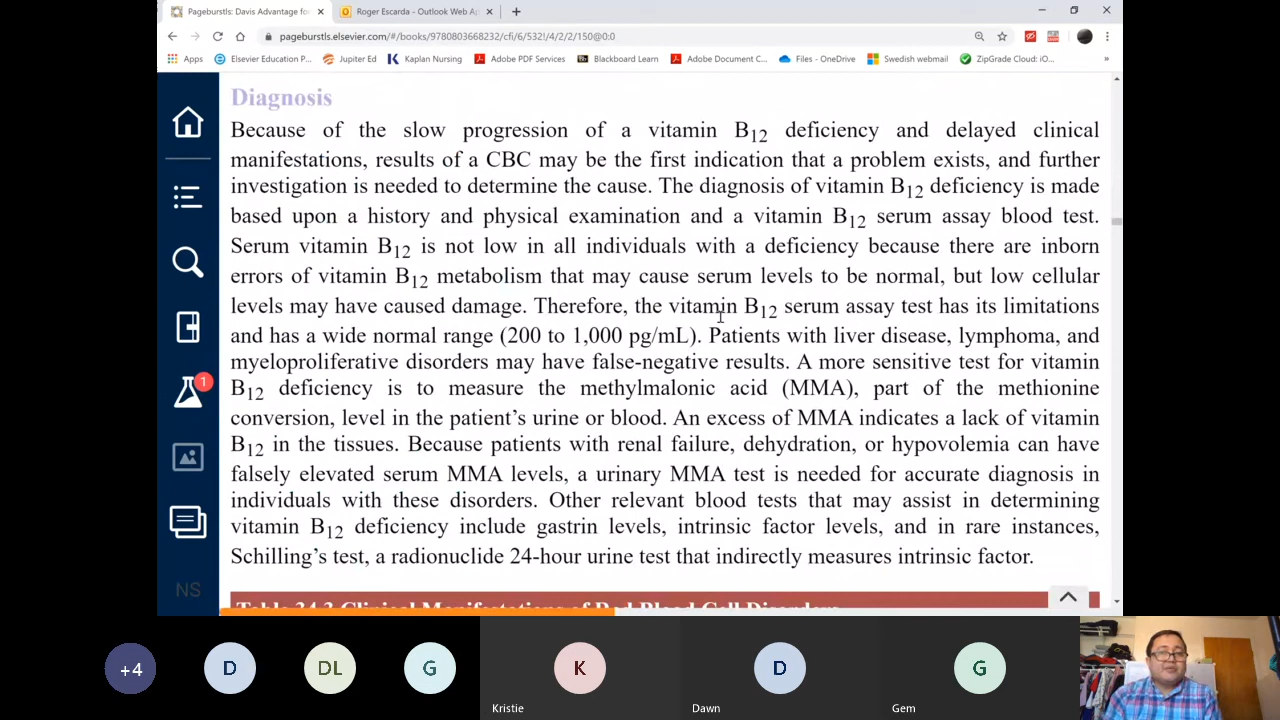 Pageburstls: Davis Advantage for
Roger Escarda - Outlook Web Ap
pageburstls.elsevier.com/#/books/9780803668232/cfi/6/532!/4/2/2/150@0:0
Apps Elsevier Education P... Jupiter Ed Kaplan Nursing Adobe PDF Services Blackboard Learn Adobe Document C... Files - OneDrive Swedish webmail ZipGrade Cloud: iO... »
Diagnosis
Because of the slow progression of a vitamin B12 deficiency and delayed clinical
manifestations, results of a CBC may be the first indication that a problem exists, and further
investigation is needed to determine the cause. The diagnosis of vitamin B12 deficiency is made
based upon a history and physical examination and a vitamin B12 serum assay blood test.
Serum vitamin B12 is not low in all individuals with a deficiency because there are inborn
errors of vitamin B12 metabolism that may cause serum levels to be normal, but low cellular
levels may have caused damage. Therefore, the vitamin B12 serum assay test has its limitations
and has a wide normal range (200 to 1,000 pg/mL). Patients with liver disease, lymphoma, and
myeloproliferative disorders may have false-negative results. A more sensitive test for vitamin
B12 deficiency is to measure the methylmalonic acid (MMA), part of the methionine
conversion, level in the patient's urine or blood. An excess of MMA indicates a lack of vitamin
B12 in the tissues. Because patients with renal failure, dehydration, or hypovolemia can have
falsely elevated serum MMA levels, a urinary MMA test is needed for accurate diagnosis in
individuals with these disorders. Other relevant blood tests that may assist in determining
vitamin B12 deficiency include gastrin levels, intrinsic factor levels, and in rare instances,
Schilling's test, a radionuclide 24-hour urine test that indirectly measures intrinsic factor.
Table 34.3 Clinical Manifestations of Red Blood Cell Disorders
1
NS
+4
D
DL
G
K
D
G
Kristie
Dawn
Gem